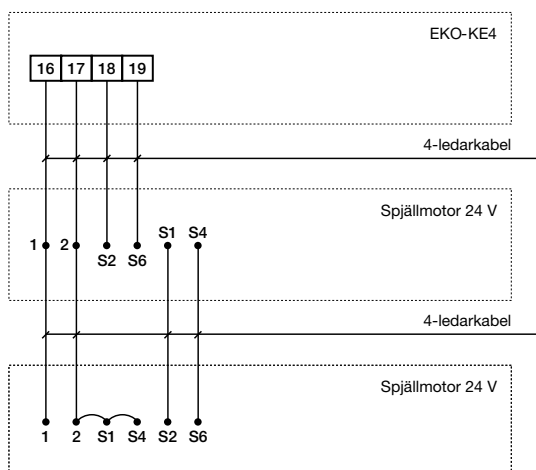 EKO-KE4
16 17 18 19
4-ledarkabel
Spjällmotor 24 V
S1 S4
1 2
S2 S6
4-ledarkabel
Spjällmotor 24 V
1 2 S1 S4 S2 S6